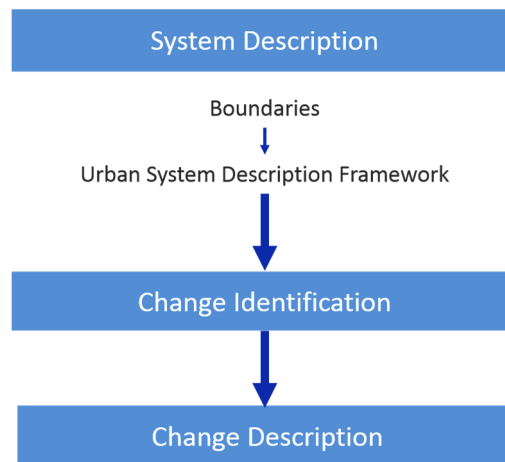 System Description
Boundaries
Urban System Description Framework
Change Identification
Change Description